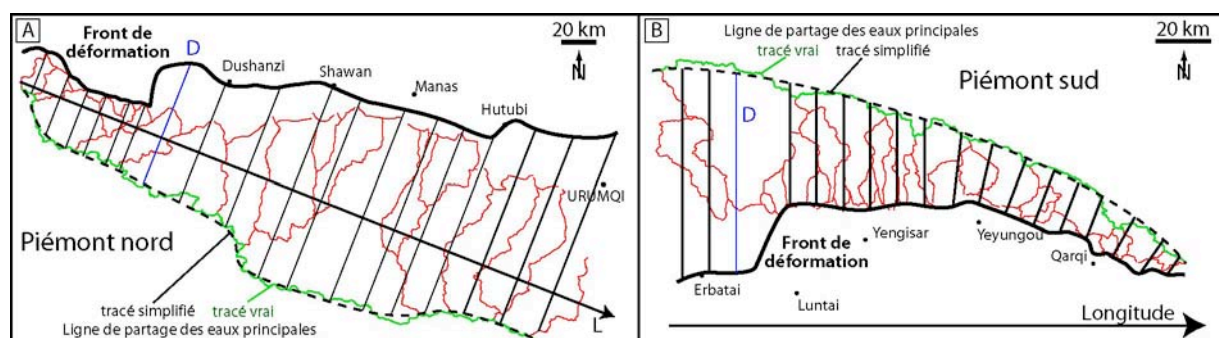 A
Front de
déformation
D
20 km
N
Dushanzi
Shawan
Manas
Hutubi
URUMQI
Piémont nord
tracé simplifié
tracé vrai
Ligne de partage des eaux principales
L
B
Ligne de partage des eaux principales
tracé vrai
tracé simplifié
20 km
N
Piémont sud
D
Front de
déformation
Yengisar
Yeyungou
Qarqi
Erbatai
Luntai
Longitude